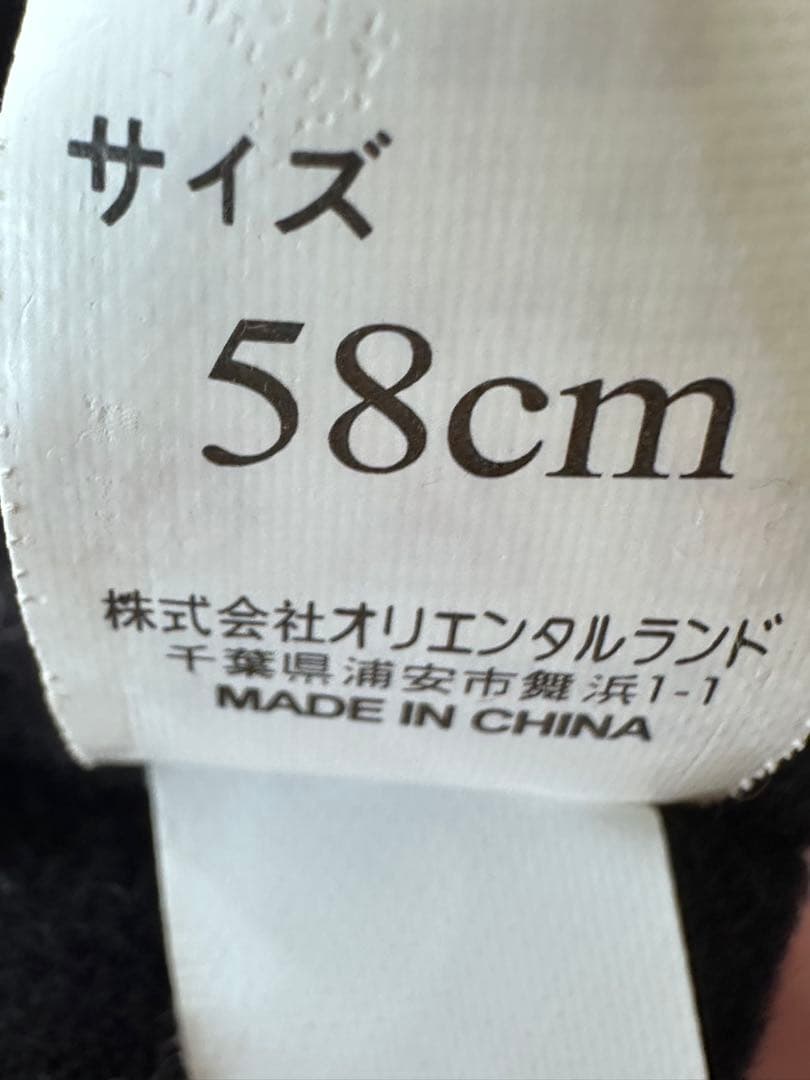 サイズ
58cm
株式会社オリエンタルランド
千葉県浦安市舞浜1-1
MADE IN CHINA